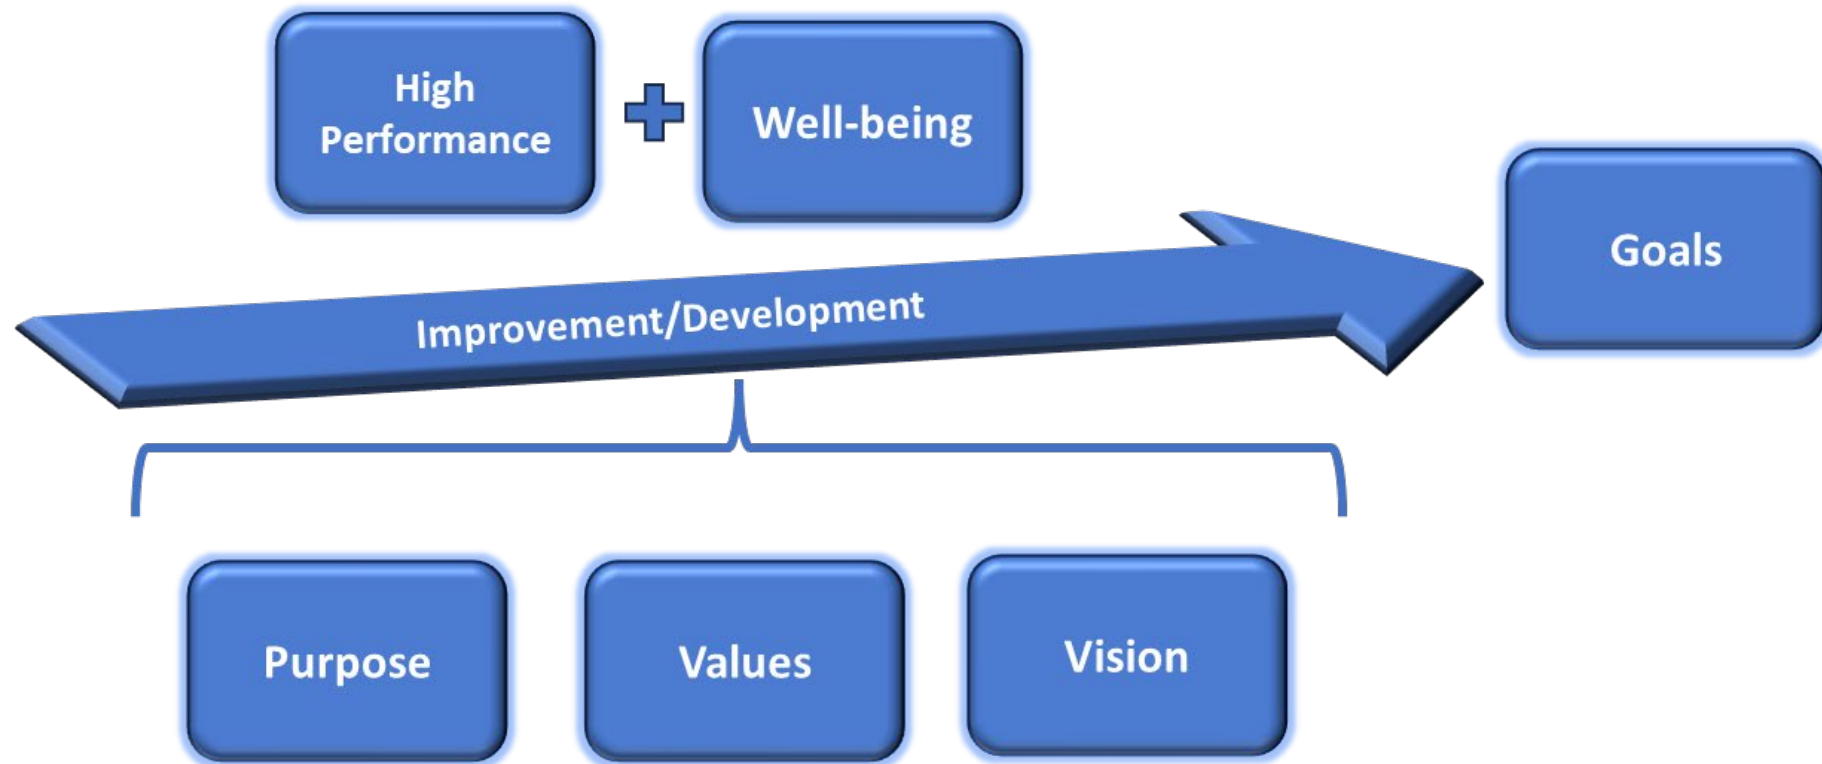 High
Performance
Well-being
Goals
Improvement/Development
Purpose
Values
Vision